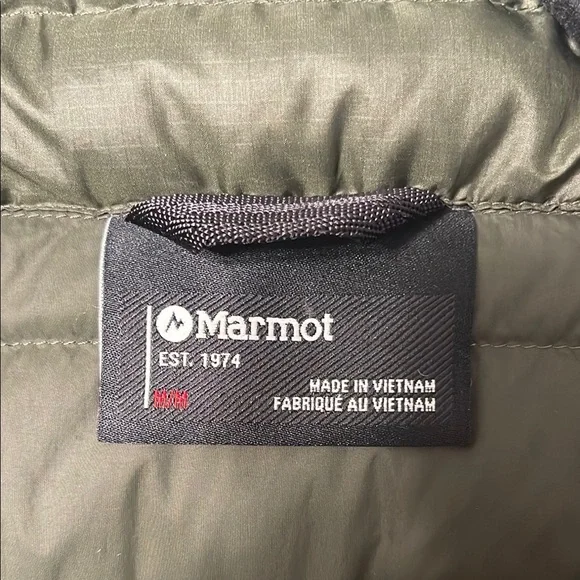 Marmot
EST. 1974
MADE IN VIETNAM
FABRIQUÉ AU VIETNAM